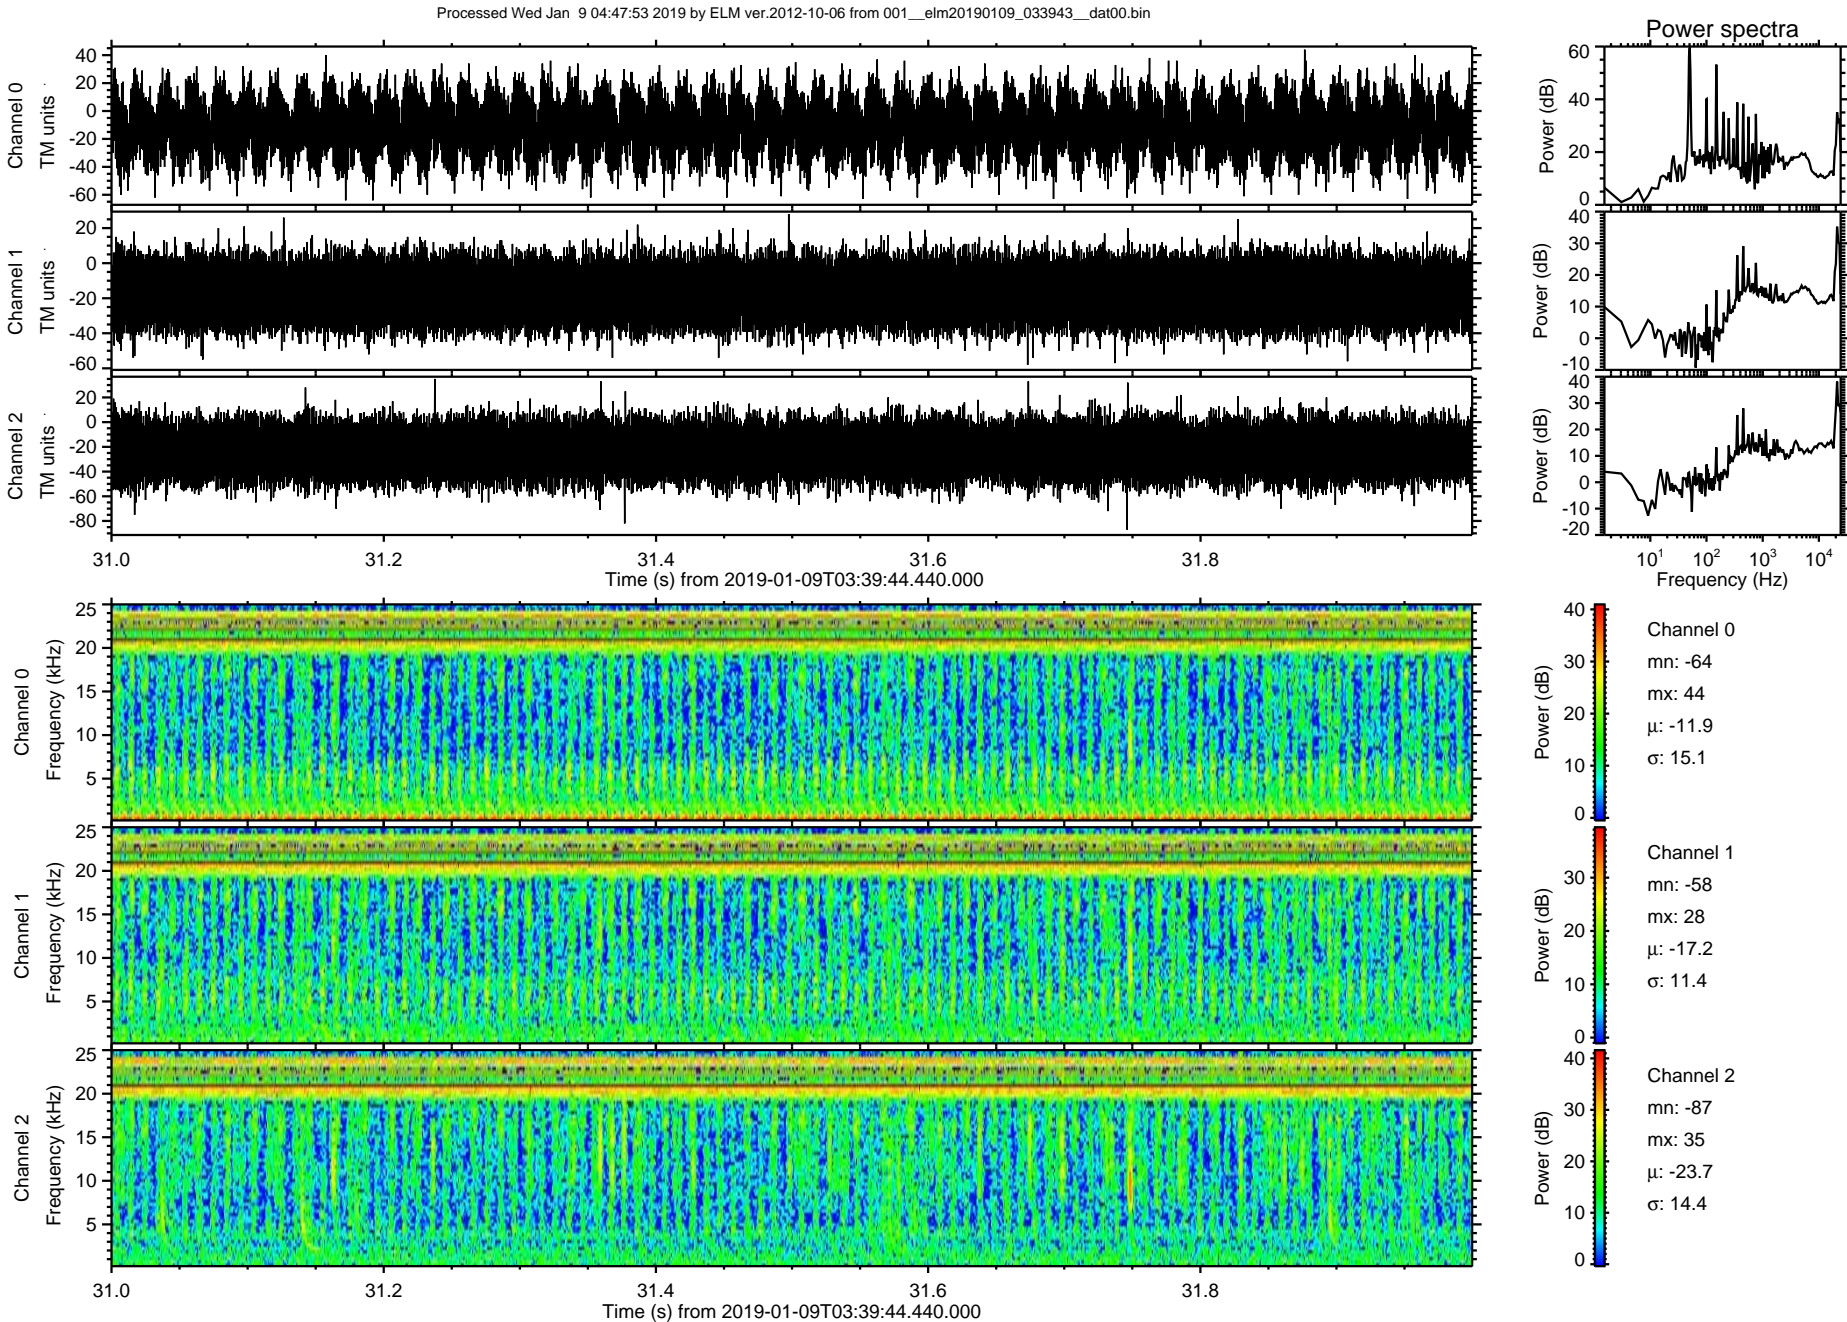 Processed Wed Jan  9 04:47:53 2019 by ELM ver.2012-10-06 from 001__elm20190109_033943__dat00.bin
Power spectra
Channel 0
TM units
40
20
0
-20
-40
-60
Power (dB)
60
40
20
0
Channel 1
TM units
20
0
-20
-40
-60
Power (dB)
40
30
20
10
0
-10
Channel 2
TM units
20
0
-20
-40
-60
-80
Power (dB)
40
30
20
10
0
-10
-20
31.0 31.2 31.4 31.6 31.8
Time (s) from 2019-01-09T03:39:44.440.000
10^1 10^2 10^3 10^4
Frequency (Hz)
Channel 0
Frequency (kHz)
25
20
15
10
5
Power (dB)
40
30
20
10
0
Channel 0
mn: -64
mx: 44
μ: -11.9
σ: 15.1
Channel 1
Frequency (kHz)
25
20
15
10
5
Power (dB)
30
20
10
0
Channel 1
mn: -58
mx: 28
μ: -17.2
σ: 11.4
Channel 2
Frequency (kHz)
25
20
15
10
5
Power (dB)
40
30
20
10
0
Channel 2
mn: -87
mx: 35
μ: -23.7
σ: 14.4
31.0 31.2 31.4 31.6 31.8
Time (s) from 2019-01-09T03:39:44.440.000